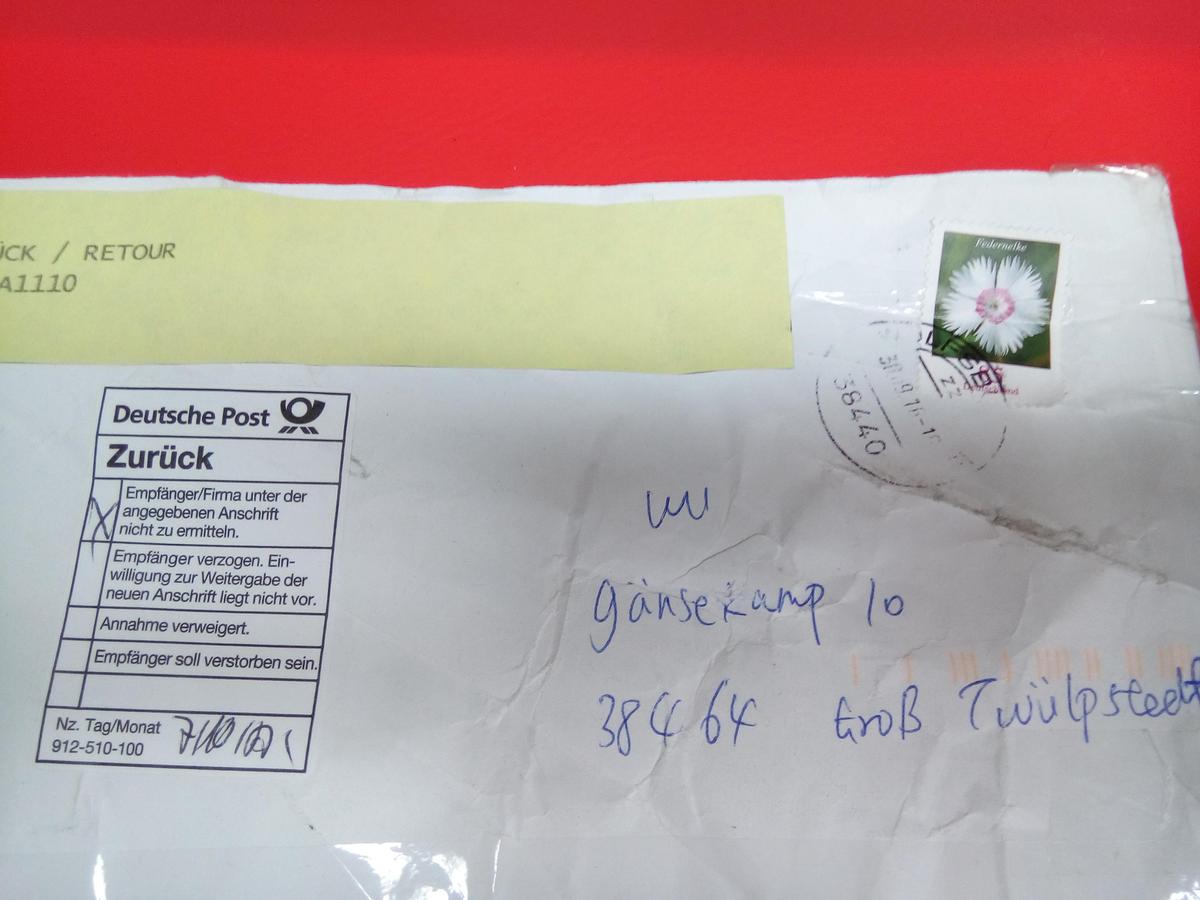 ÜCK / RETOUR
A1110
Federnelke
38440
Deutsche Post
Zurück
X
Empfänger/Firma unter der
angegebenen Anschrift
nicht zu ermitteln.
Empfänger verzogen. Ein-
willigung zur Weitergabe der
neuen Anschrift liegt nicht vor.
Annahme verweigert.
Empfänger soll verstorben sein.
Nz. Tag/Monat
912-510-100
Gänsekamp 10
38464 Groß Twülpstedt